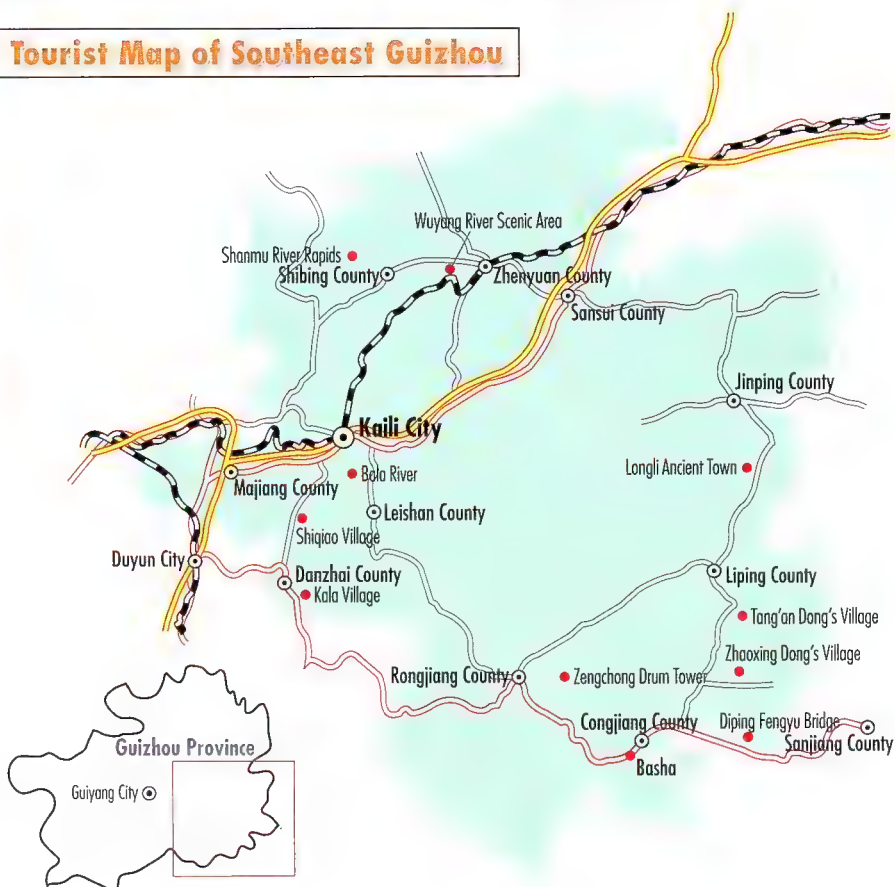 Tourist Map of Southeast Guizhou
Wuyang River Scenic Area
Shanmu River Rapids
Shibing County
Zhenyuan County
Sansui County
Jinping County
Kaili City
Longli Ancient Town
Bala River
Majiang County
Leishan County
Shiqiao Village
Duyun City
Danzhai County
Kala Village
Liping County
Tang'an Dong's Village
Zhaoxing Dong's Village
Rongjiang County
Zengchong Drum Tower
Congjiang County
Diping Fengyu Bridge
Sanjiang County
Basha
Guizhou Province
Guiyang City